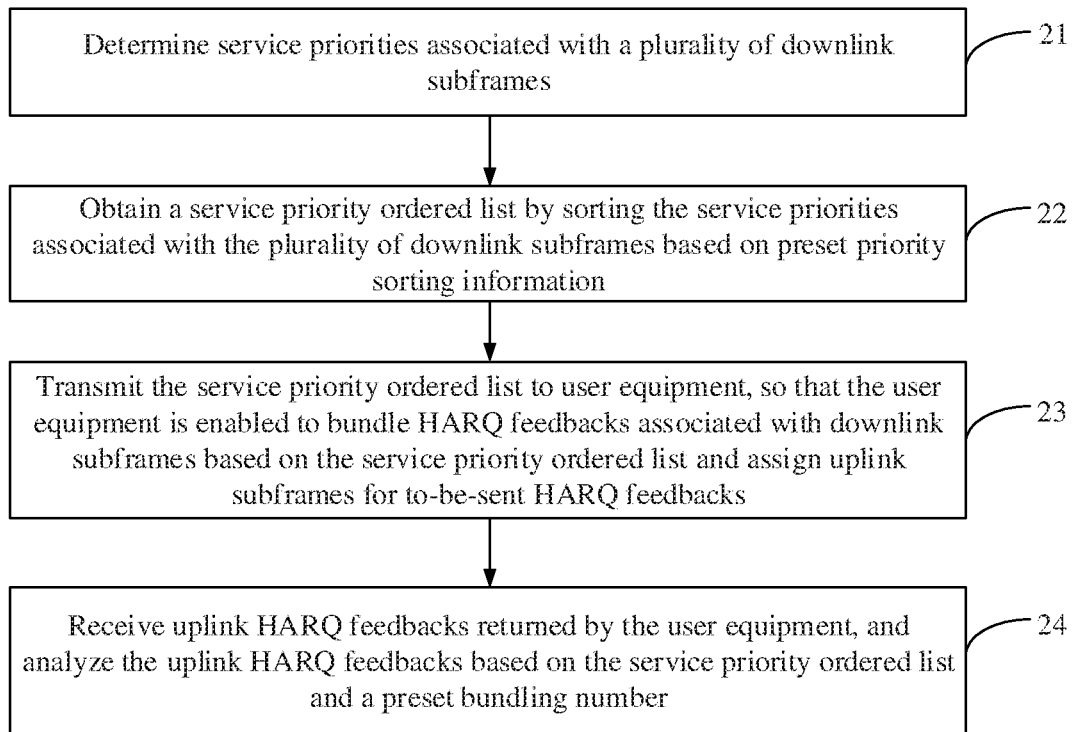 Determine service priorities associated with a plurality of downlink
subframes
21
Obtain a service priority ordered list by sorting the service priorities
associated with the plurality of downlink subframes based on preset priority
sorting information
22
Transmit the service priority ordered list to user equipment, so that the user
equipment is enabled to bundle HARQ feedbacks associated with downlink
subframes based on the service priority ordered list and assign uplink
subframes for to-be-sent HARQ feedbacks
23
Receive uplink HARQ feedbacks returned by the user equipment, and
analyze the uplink HARQ feedbacks based on the service priority ordered list
and a preset bundling number
24